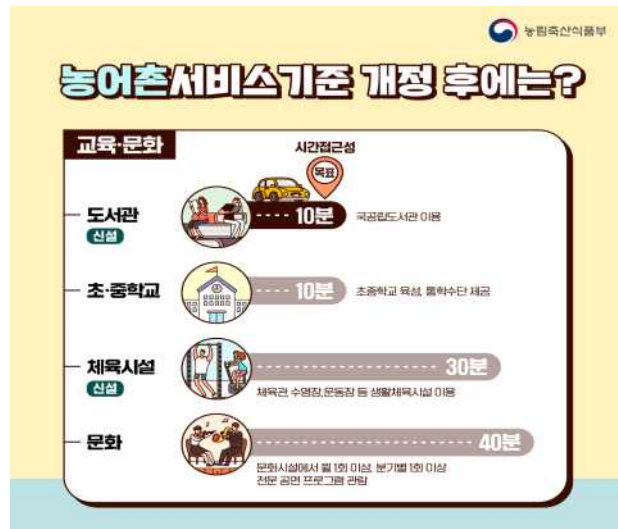 농림축산식품부
농어촌서비스기준 개정 후에는?
교육·문화
시간접근성
목표
도서관
신설
10분
국공립도서관 이용
초·중학교
10분
초중학교 육성, 통학수단 제공
체육시설
신설
30분
체육관, 수영장, 운동장 등 생활체육시설 이용
문화
40분
문화시설에서 월 1회 이상, 분기별 1회 이상
전문 공연 프로그램 관람